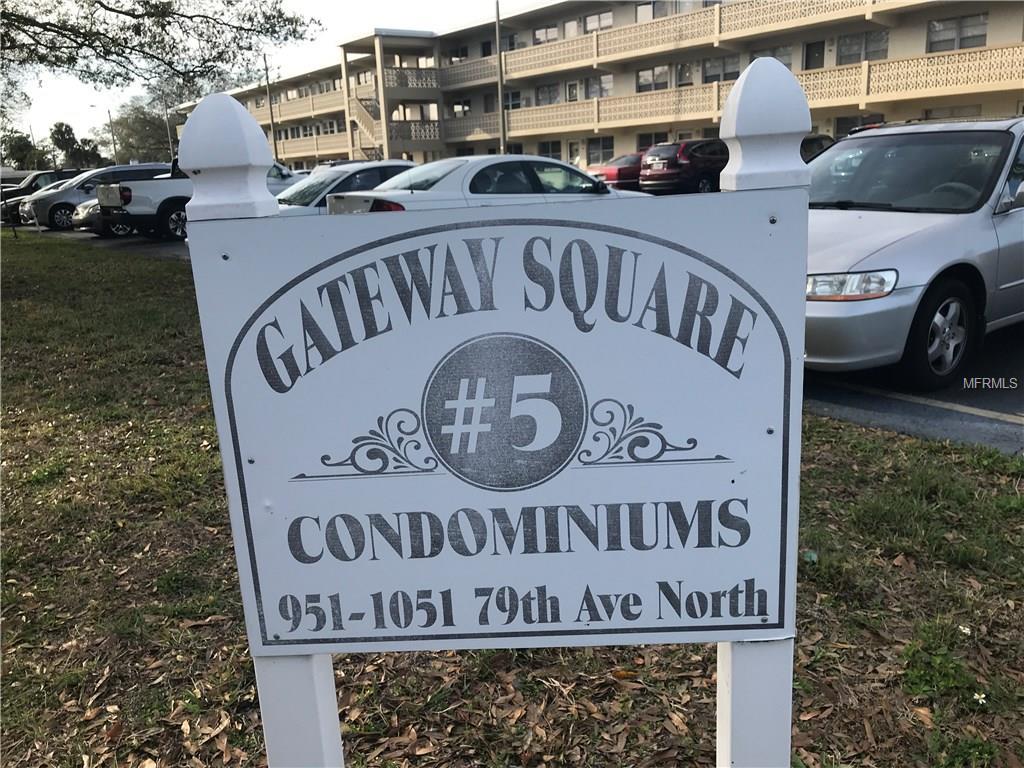 GATEWAY SQUARE
#5
CONDOMINIUMS
951-1051 79th Ave North
MFRMLS